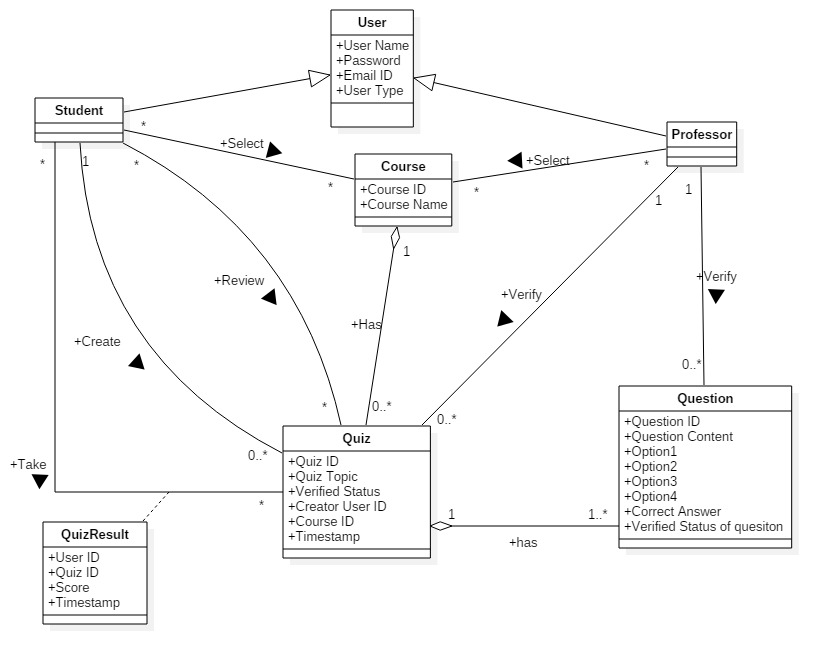 User
+User Name
+Password
+Email ID
+User Type
Student
Professor
*
+Select
*
Course
+Course ID
+Course Name
+Select
*
*
*
1
*
1
1
1
+Review
+Verify
+Verify
+Has
+Create
0..*
*
0..*
0..*
Quiz
+Quiz ID
+Quiz Topic
+Verified Status
+Creator User ID
+Course ID
+Timestamp
Question
+Question ID
+Question Content
+Option1
+Option2
+Option3
+Option4
+Correct Answer
+Verified Status of quesiton
0..*
+Take
*
1
1..*
+has
QuizResult
+User ID
+Quiz ID
+Score
+Timestamp